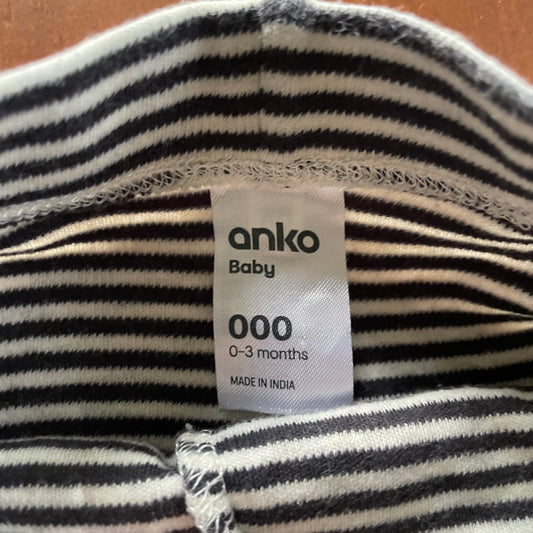 anko
Baby
000
0-3 months
MADE IN INDIA